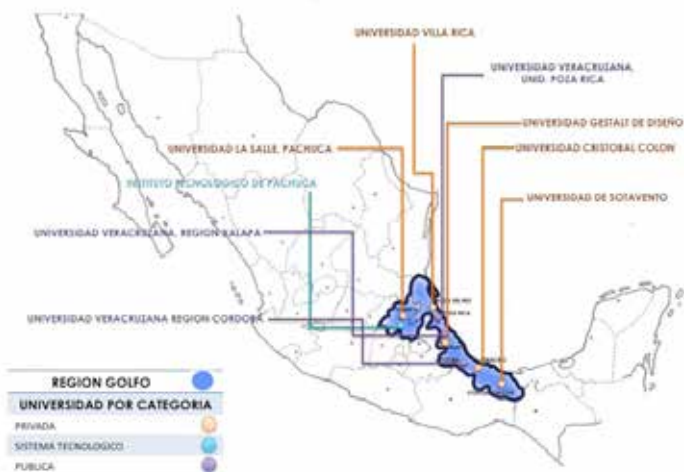 UNIVERSIDAD VILLA RICA
UNIVERSIDAD VERACRUZANA,
UNID. POZA RICA
UNIVERSIDAD GESTALT DE DISEÑO
UNIVERSIDAD LA SALLE, PACHUCA
UNIVERSIDAD CRISTOBAL COLON
INSTITUTO TECNOLOGICO DE PACHUCA
UNIVERSIDAD DE SOTAVENTO
UNIVERSIDAD VERACRUZANA, REGION XALAPA
UNIVERSIDAD VERACRUZANA REGION CORDOBA
REGION GOLFO
UNIVERSIDAD POR CATEGORIA
PRIVADA
SISTEMA TECNOLOGICO
PUBLICA